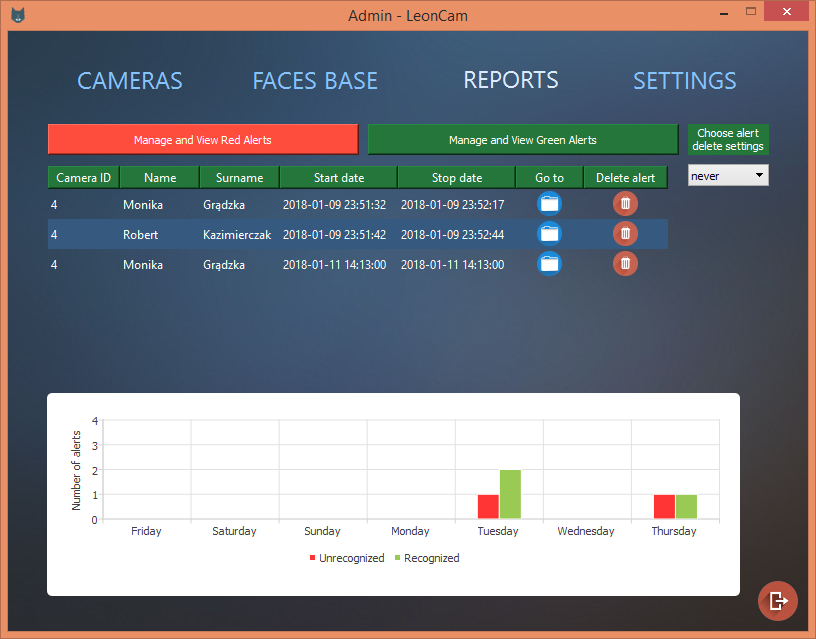 Admin - LeonCam
CAMERAS FACES BASE REPORTS SETTINGS
Manage and View Red Alerts Manage and View Green Alerts Choose alert
delete settings
Camera ID Name Surname Start date Stop date Go to Delete alert
never
4 Monika Grądzka 2018-01-09 23:51:32 2018-01-09 23:52:17
4 Robert Kazimierczak 2018-01-09 23:51:42 2018-01-09 23:52:44
4 Monika Grądzka 2018-01-11 14:13:00 2018-01-11 14:13:00
Number of alerts
4
3
2
1
0
Friday Saturday Sunday Monday Tuesday Wednesday Thursday
Unrecognized Recognized